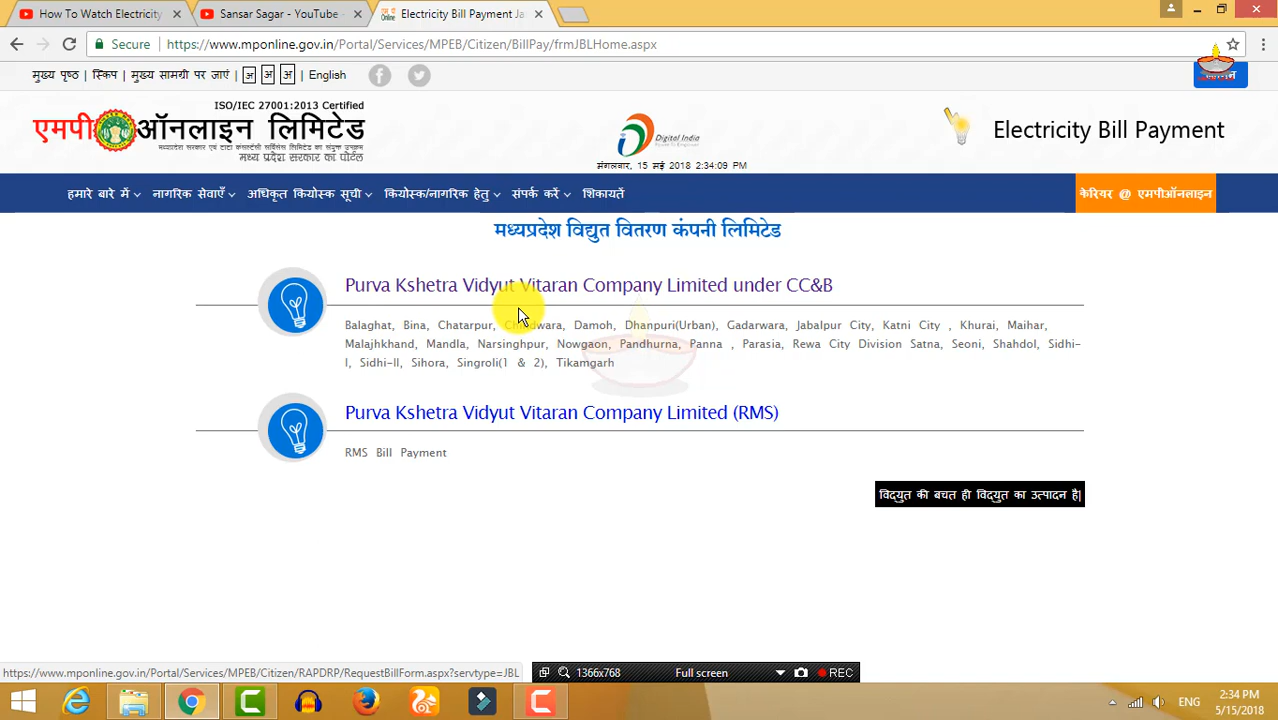 How To Watch Electricity
Sansar Sagar - YouTube
Electricity Bill Payment Ja
Secure
https://www.mponline.gov.in/Portal/Services/MPEB/Citizen/BillPay/frmJBLHome.aspx
मुख्य पृष्ठ | स्किप | मुख्य सामग्री पर जाएं | अ अ अ English
ISO/IEC 27001:2013 Certified
एमपी ऑनलाइन लिमिटेड
मध्य प्रदेश शासन का पोर्टल
Digital India
Power To Empower
मंगलवार, 15 मई 2018 2:34:09 PM
Electricity Bill Payment
हमारे बारे में
नागरिक सेवाएँ
अधिकृत कियोस्क सूची
कियोस्क/नागरिक हेतु
संपर्क करें
शिकायतें
केरियर @ एमपीऑनलाइन
मध्यप्रदेश विद्युत वितरण कंपनी लिमिटेड
Purva Kshetra Vidyut Vitaran Company Limited under CC&B
Balaghat, Bina, Chatarpur, Damoh, Dhanpuri(Urban), Gadarwara, Jabalpur City, Katni City , Khurai, Maihar,
Malajhkhand, Mandla, Narsinghpur, Nowgaon, Pandhurna, Panna , Parasia, Rewa City Division Satna, Seoni, Shahdol, Sidhi-
I, Sidhi-II, Sihora, Singroli(1 & 2), Tikamgarh
Purva Kshetra Vidyut Vitaran Company Limited (RMS)
RMS Bill Payment
विद्युत की बचत ही विद्युत का उत्पादन है|
https://www.mponline.gov.in/Portal/Services/MPEB/Citizen/RAPDRP/RequestBillForm.aspx?servtype=JBL
1366x768
Full screen
REC
ENG
2:34 PM
5/15/2018